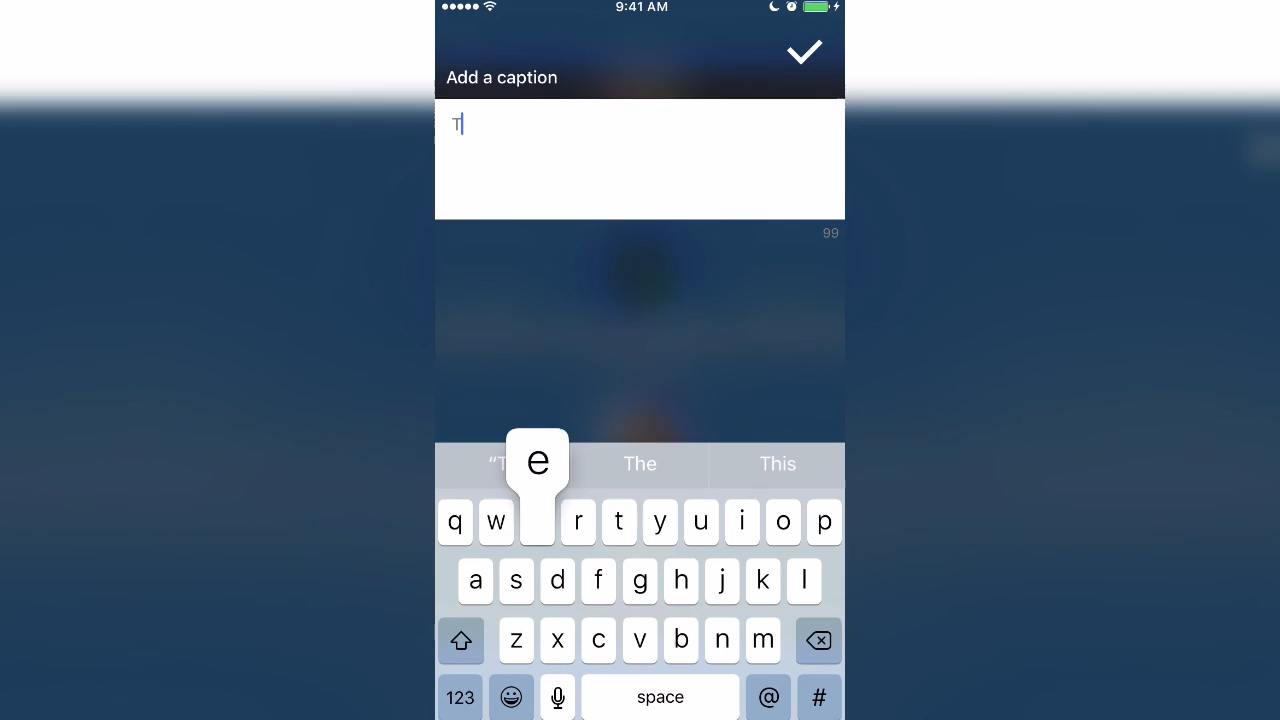 9:41 AM
Add a caption
T
99
“T
The
This
e
q w r t y u i o p
a s d f g h j k l
z x c v b n m
123 space @ #